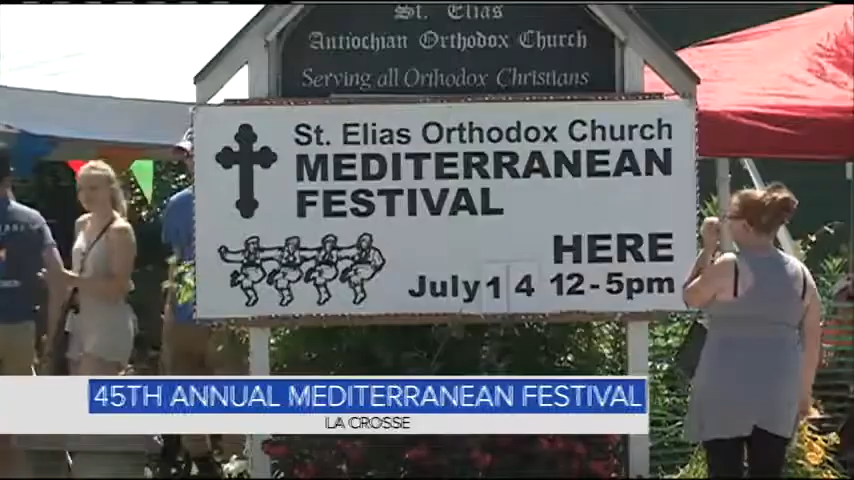 St. Elias
Antiochian Orthodox Church
Serving all Orthodox Christians
St. Elias Orthodox Church
MEDITERRANEAN
FESTIVAL
HERE
July 14 12-5pm
45TH ANNUAL MEDITERRANEAN FESTIVAL
LA CROSSE